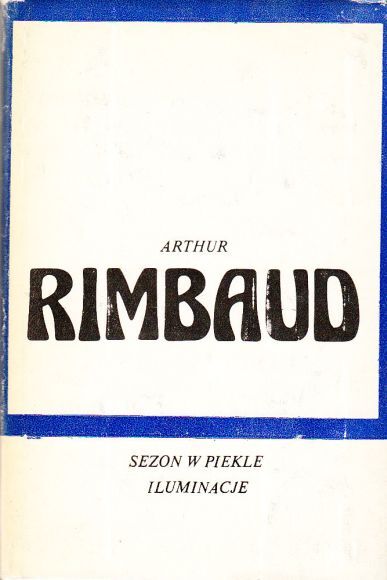 ARTHUR
RIMBAUD
SEZON W PIEKLE
ILUMINACJE